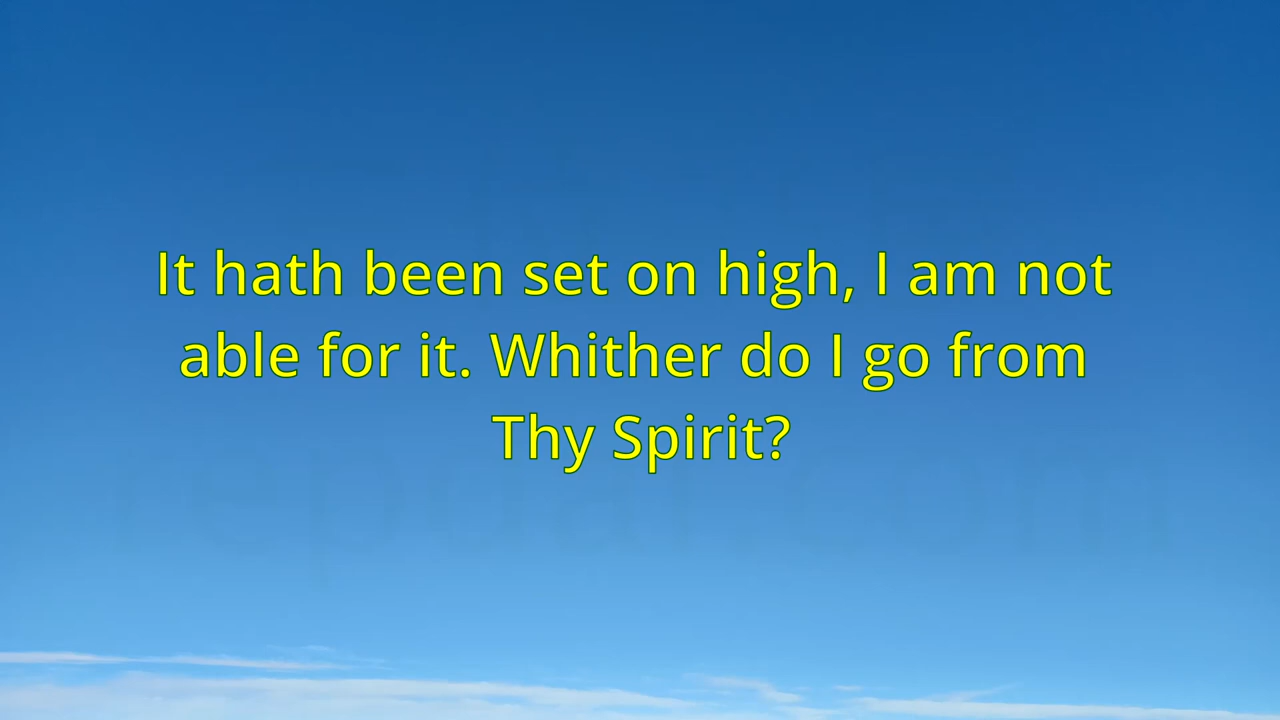 It hath been set on high, I am not
able for it. Whither do I go from
Thy Spirit?